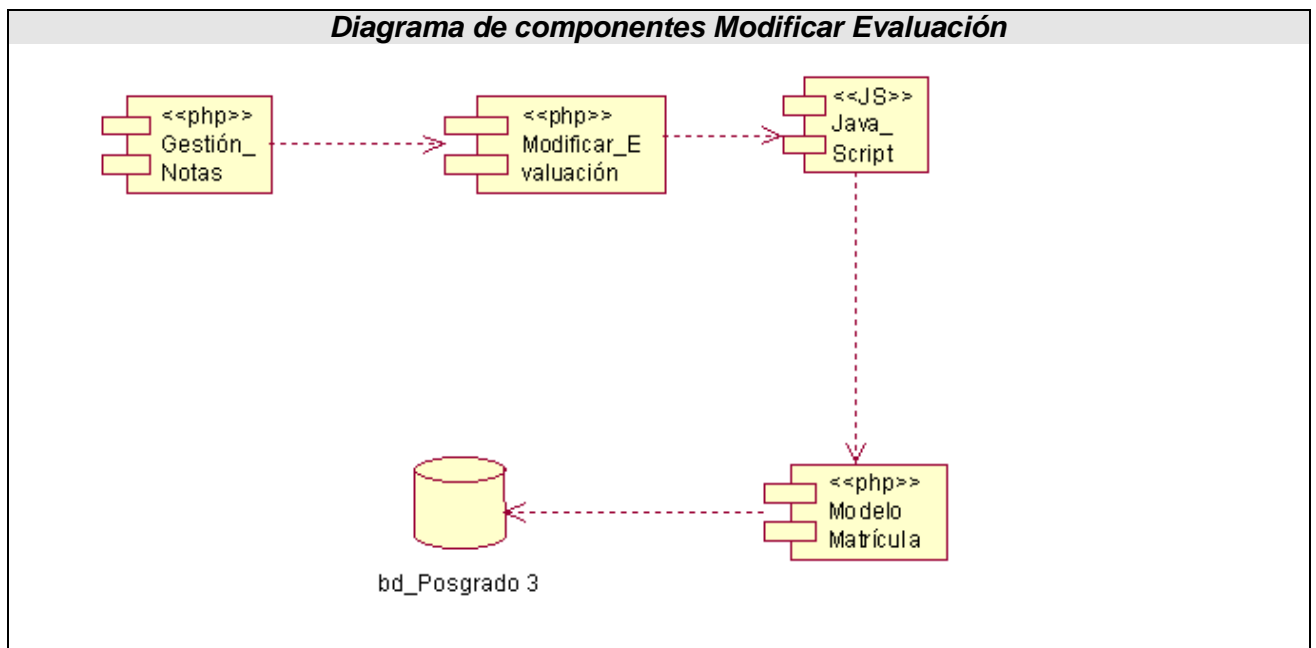 Diagrama de componentes Modificar Evaluación
<<php>>
Gestión_
Notas
<<php>>
Modificar_E
valuación
<<JS>>
Java_
Script
<<php>>
Modelo
Matrícula
bd_Posgrado 3